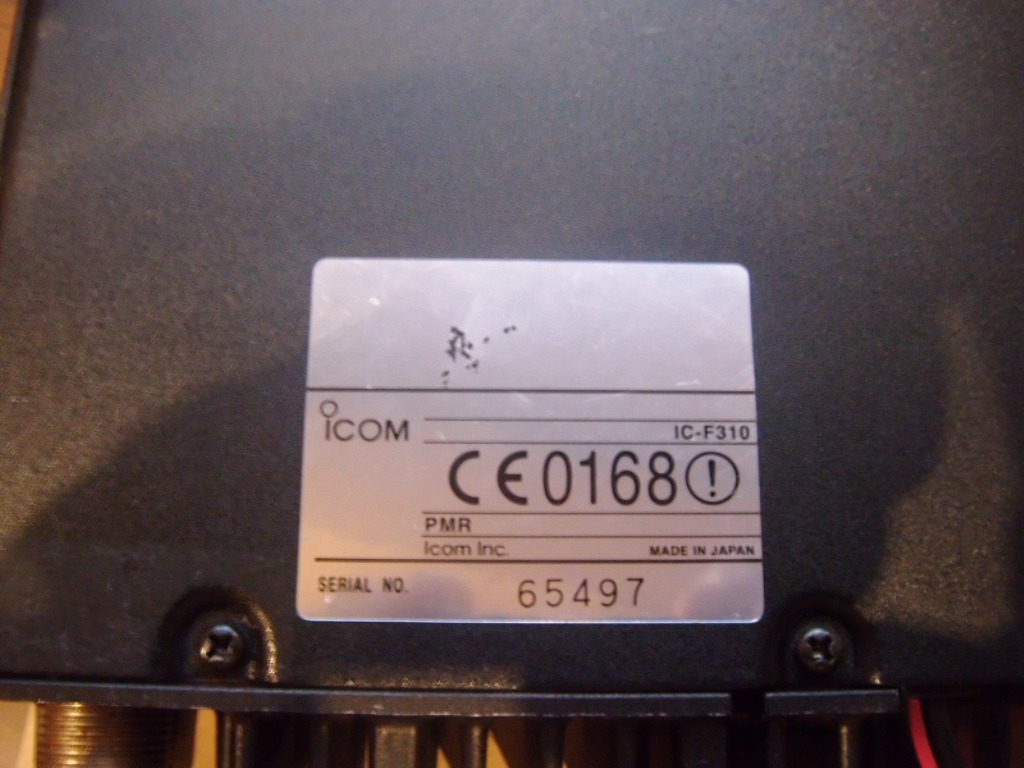 ICOM
IC-F310
CE0168
PMR
Icom Inc. MADE IN JAPAN
SERIAL NO. 65497